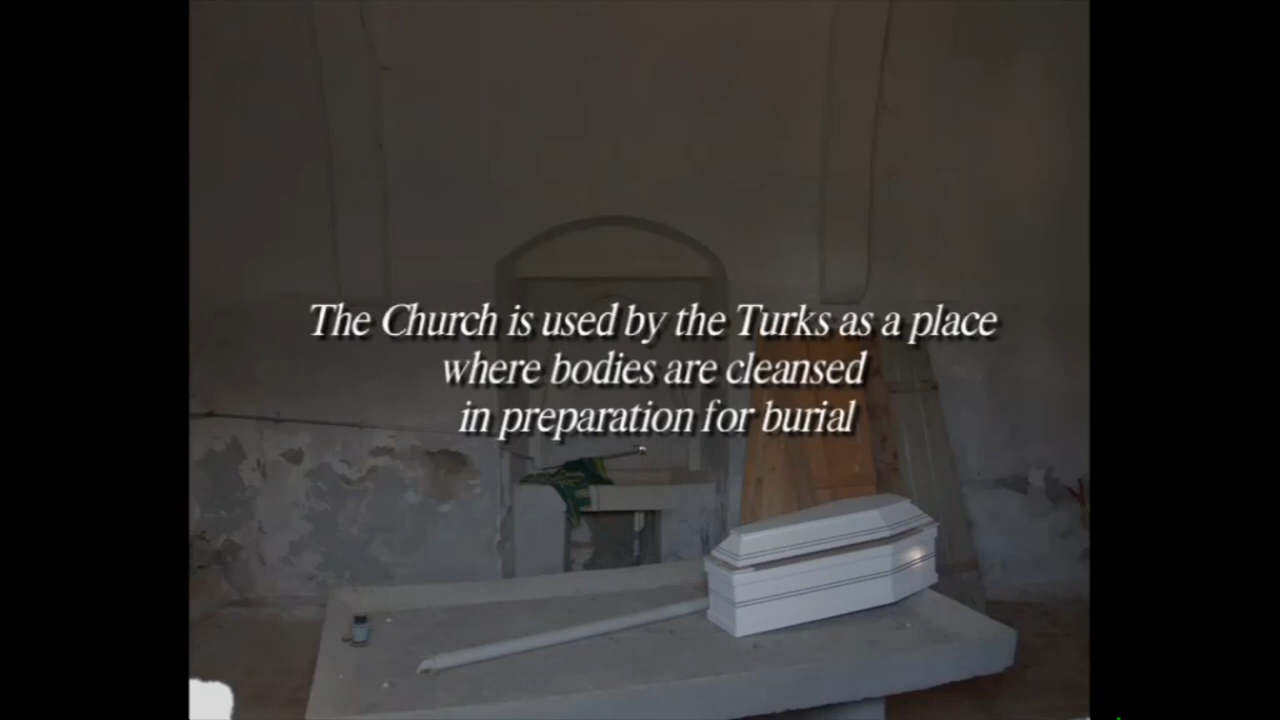 The Church is used by the Turks as a place
where bodies are cleansed
in preparation for burial